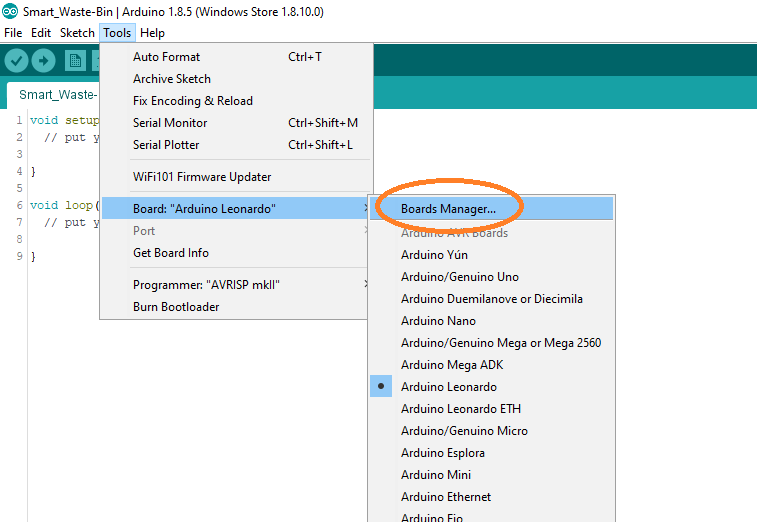 Smart_Waste-Bin | Arduino 1.8.5 (Windows Store 1.8.10.0)
File Edit Sketch Tools Help
Smart_Waste-
1 void setup
2 // put y
3
4 }
5
6 void loop(
7 // put y
8
9 }
Auto Format Ctrl+T
Archive Sketch
Fix Encoding & Reload
Serial Monitor Ctrl+Shift+M
Serial Plotter Ctrl+Shift+L
WiFi101 Firmware Updater
Board: "Arduino Leonardo"
Port
Get Board Info
Programmer: "AVRISP mkII"
Burn Bootloader
Boards Manager...
Arduino AVR Boards
Arduino Yún
Arduino/Genuino Uno
Arduino Duemilanove or Diecimila
Arduino Nano
Arduino/Genuino Mega or Mega 2560
Arduino Mega ADK
Arduino Leonardo
Arduino Leonardo ETH
Arduino/Genuino Micro
Arduino Esplora
Arduino Mini
Arduino Ethernet
Arduino Fio